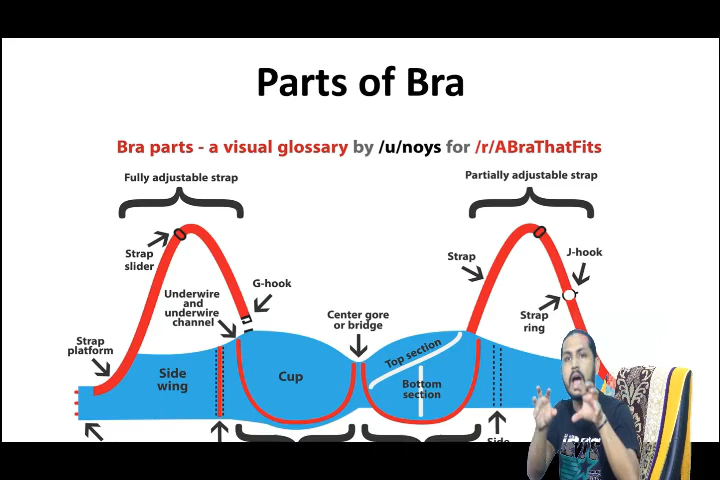 Parts of Bra
Bra parts - a visual glossary by /u/noys for /r/ABraThatFits
Fully adjustable strap
Partially adjustable strap
Strap
slider
Strap
J-hook
G-hook
Underwire
and
underwire
channel
Center gore
or bridge
Strap
ring
Strap
platform
Side
wing
Cup
Top section
Bottom
section
Side